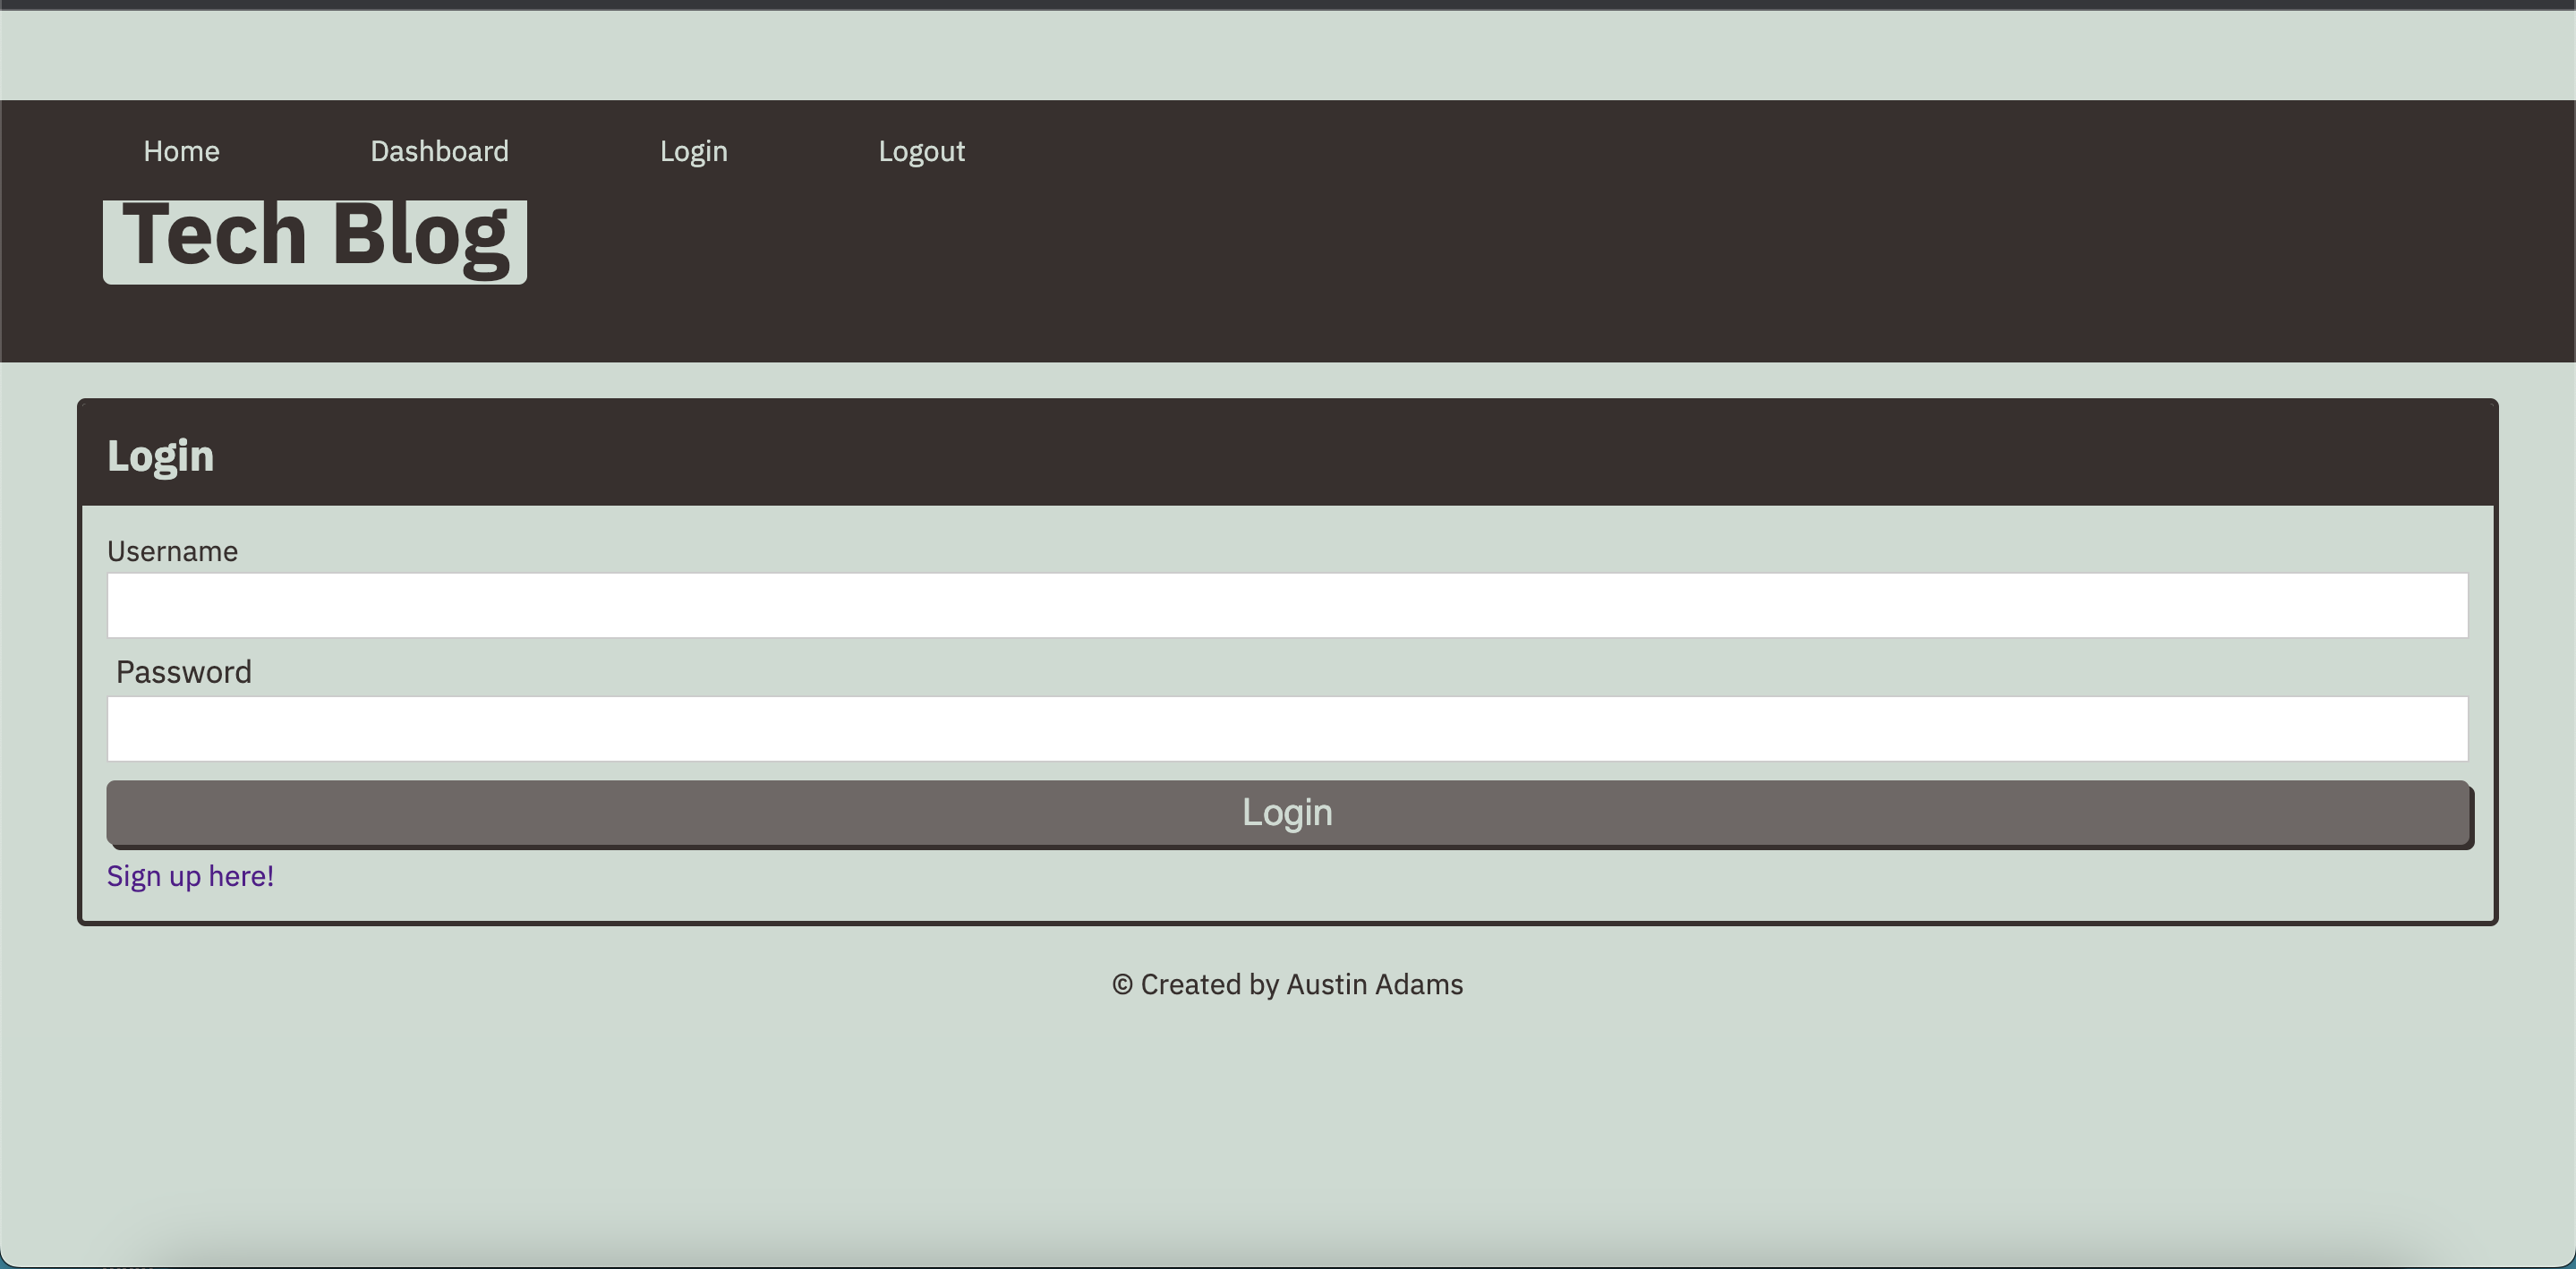 Home Dashboard Login Logout
Tech Blog
Login
Username
Password
Login
Sign up here!
© Created by Austin Adams